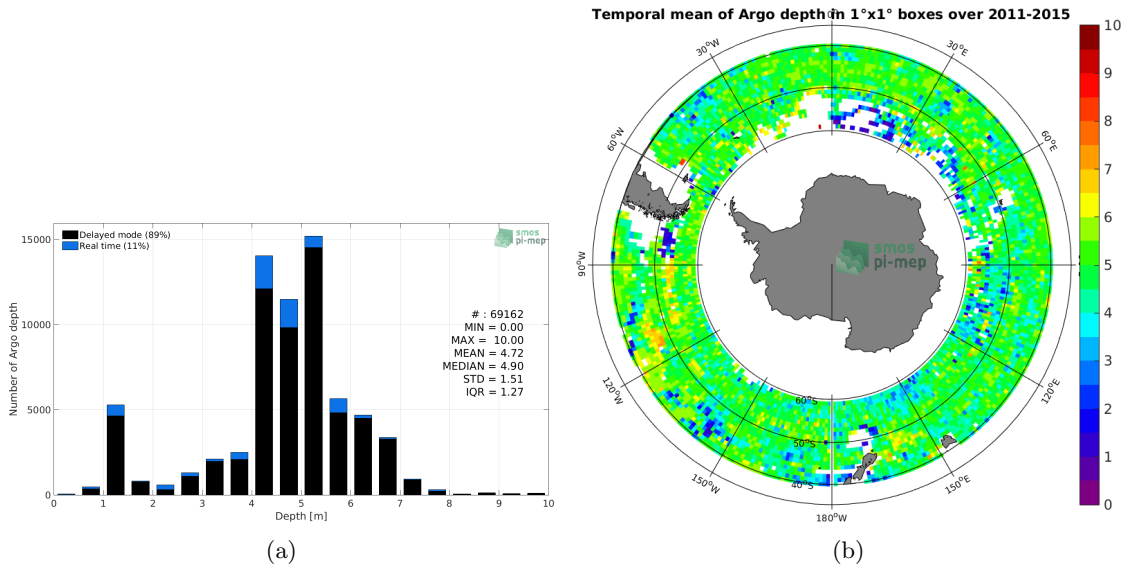 Temporal mean of Argo depth in 1°x1° boxes over 2011-2015
Delayed mode (89%)
Real time (11%)
smos
pi-mep
15000
10000
5000
0
Number of Argo depth
# : 69162
MIN = 0.00
MAX = 10.00
MEAN = 4.72
MEDIAN = 4.90
STD = 1.51
IQR = 1.27
0 1 2 3 4 5 6 7 8 9 10
Depth [m]
(a)
30°W
30°E
60°W
60°E
90°W
120°W
120°E
150°W
150°E
180°W
60°S
50°S
40°S
smos
pi-mep
10
9
8
7
6
5
4
3
2
1
0
(b)